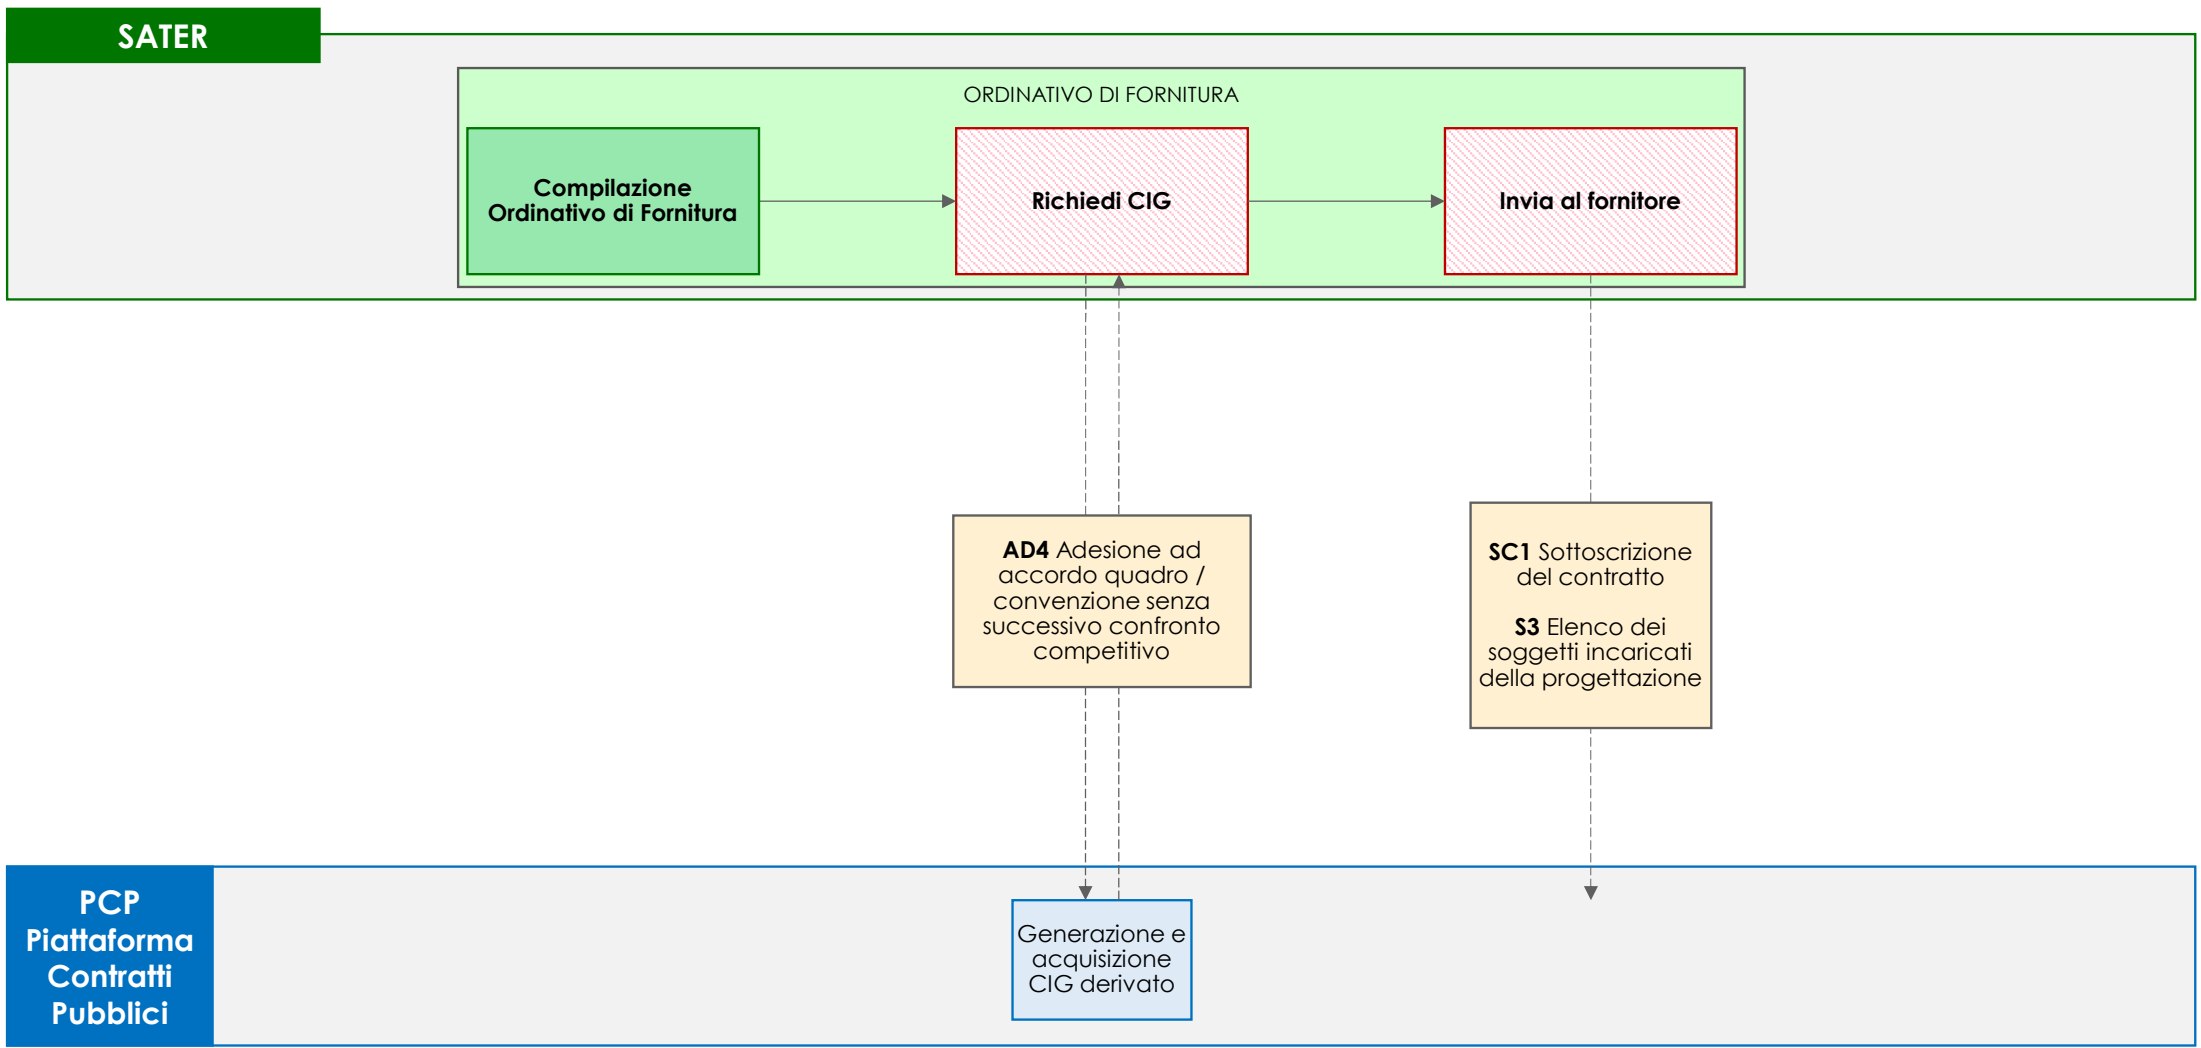 SATER
ORDINATIVO DI FORNITURA
Compilazione
Ordinativo di Fornitura
Richiedi CIG
Invia al fornitore
AD4 Adesione ad
accordo quadro /
convenzione senza
successivo confronto
competitivo
SC1 Sottoscrizione
del contratto
S3 Elenco dei
soggetti incaricati
della progettazione
PCP
Piattaforma
Contratti
Pubblici
Generazione e
acquisizione
CIG derivato